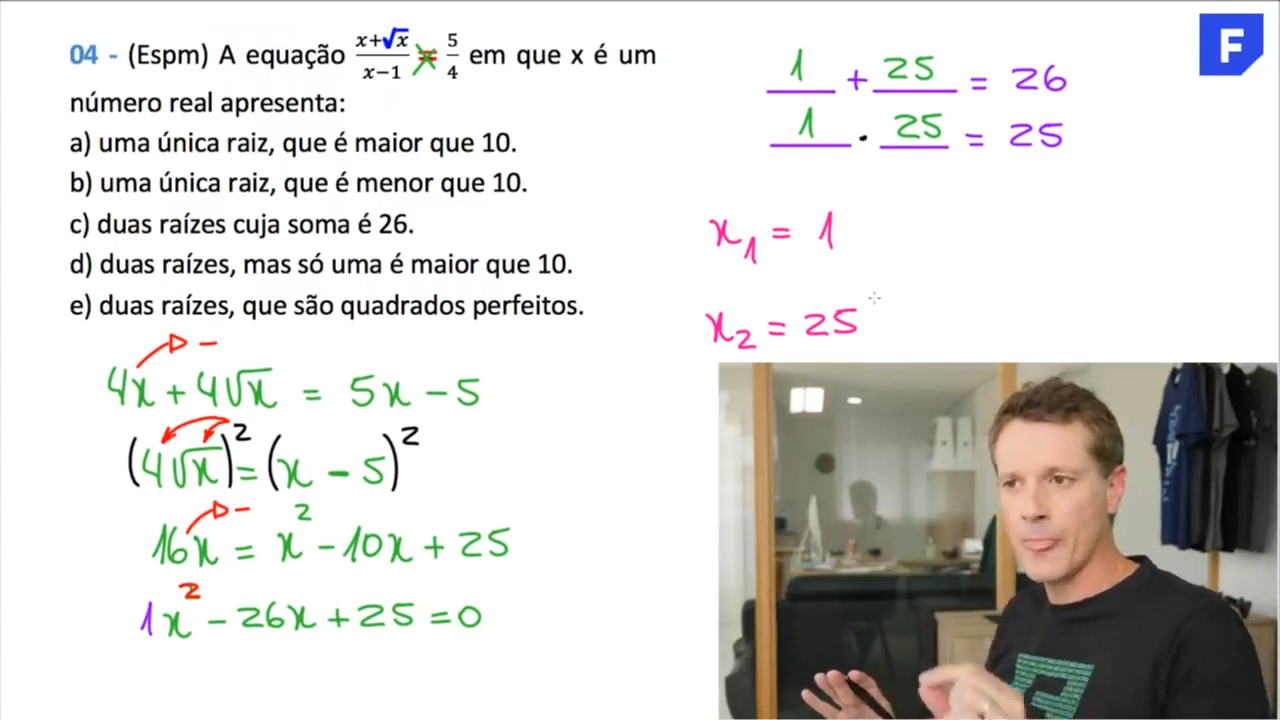 04 - (Espm) A equação (x+√x)/(x−1) = 5/4 em que x é um
número real apresenta:
a) uma única raiz, que é maior que 10.
b) uma única raiz, que é menor que 10.
c) duas raízes cuja soma é 26.
d) duas raízes, mas só uma é maior que 10.
e) duas raízes, que são quadrados perfeitos.
4x + 4√x = 5x − 5
(4√x)² = (x − 5)²
16x = x² − 10x + 25
1x² − 26x + 25 = 0
1 + 25 = 26
1 . 25 = 25
x₁ = 1
x₂ = 25
F